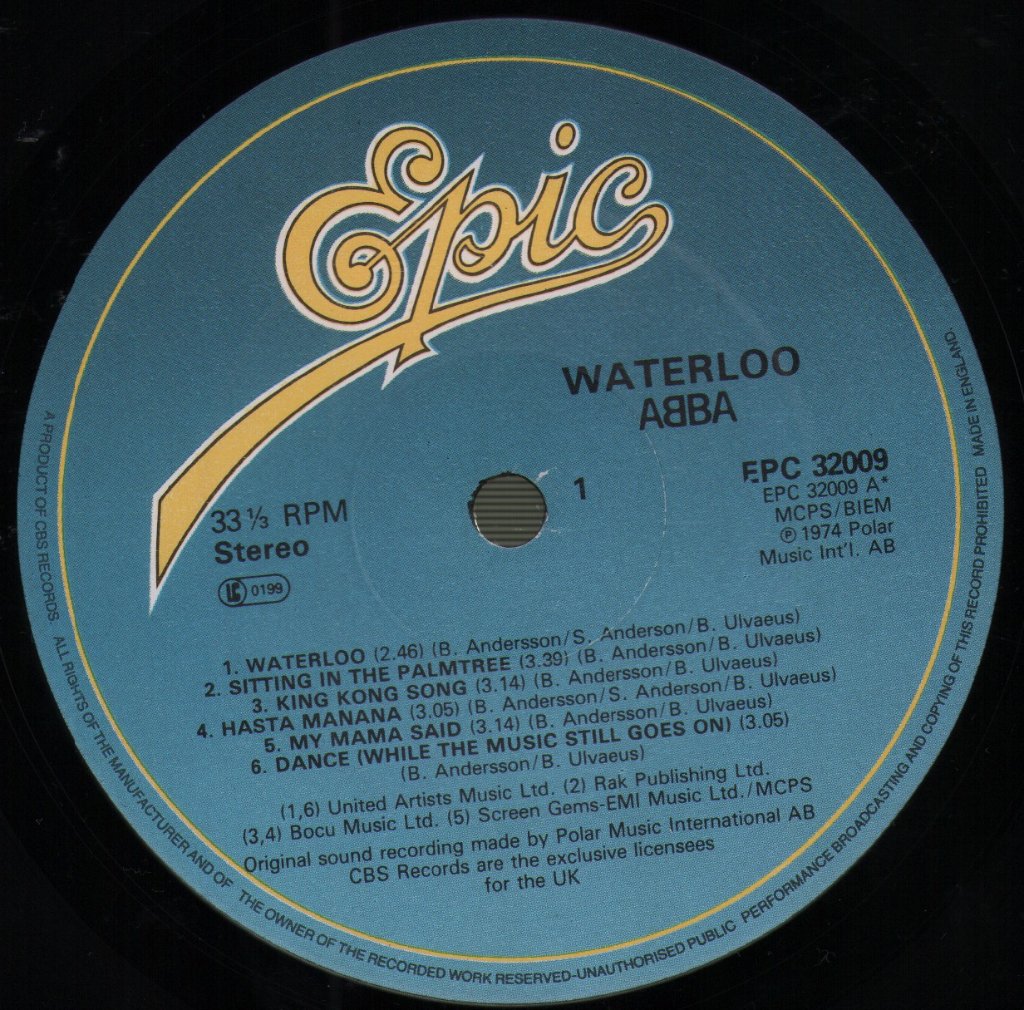 Epic
WATERLOO
ABBA
1
EPC 32009
EPC 32009 A*
MCPS/BIEM
℗ 1974 Polar
Music Int'l. AB
33 ⅓ RPM
Stereo
LC 0199
1. WATERLOO (2.46) (B. Andersson/S. Anderson/B. Ulvaeus)
2. SITTING IN THE PALMTREE (3.39) (B. Andersson/B. Ulvaeus)
3. KING KONG SONG (3.14) (B. Andersson/B. Ulvaeus)
4. HASTA MANANA (3.05) (B. Andersson/S. Anderson/B. Ulvaeus)
5. MY MAMA SAID (3.14) (B. Andersson/B. Ulvaeus)
6. DANCE (WHILE THE MUSIC STILL GOES ON) (3.05)
(B. Andersson/B. Ulvaeus)
(1,6) United Artists Music Ltd. (2) Rak Publishing Ltd.
(3,4) Bocu Music Ltd. (5) Screen Gems-EMI Music Ltd./MCPS
Original sound recording made by Polar Music International AB
CBS Records are the exclusive licensees
for the UK
A PRODUCT OF CBS RECORDS. ALL RIGHTS OF THE MANUFACTURER AND OF THE OWNER OF THE RECORDED WORK RESERVED-UNAUTHORISED PUBLIC PERFORMANCE BROADCASTING AND COPYING OF THIS RECORD PROHIBITED MADE IN ENGLAND.